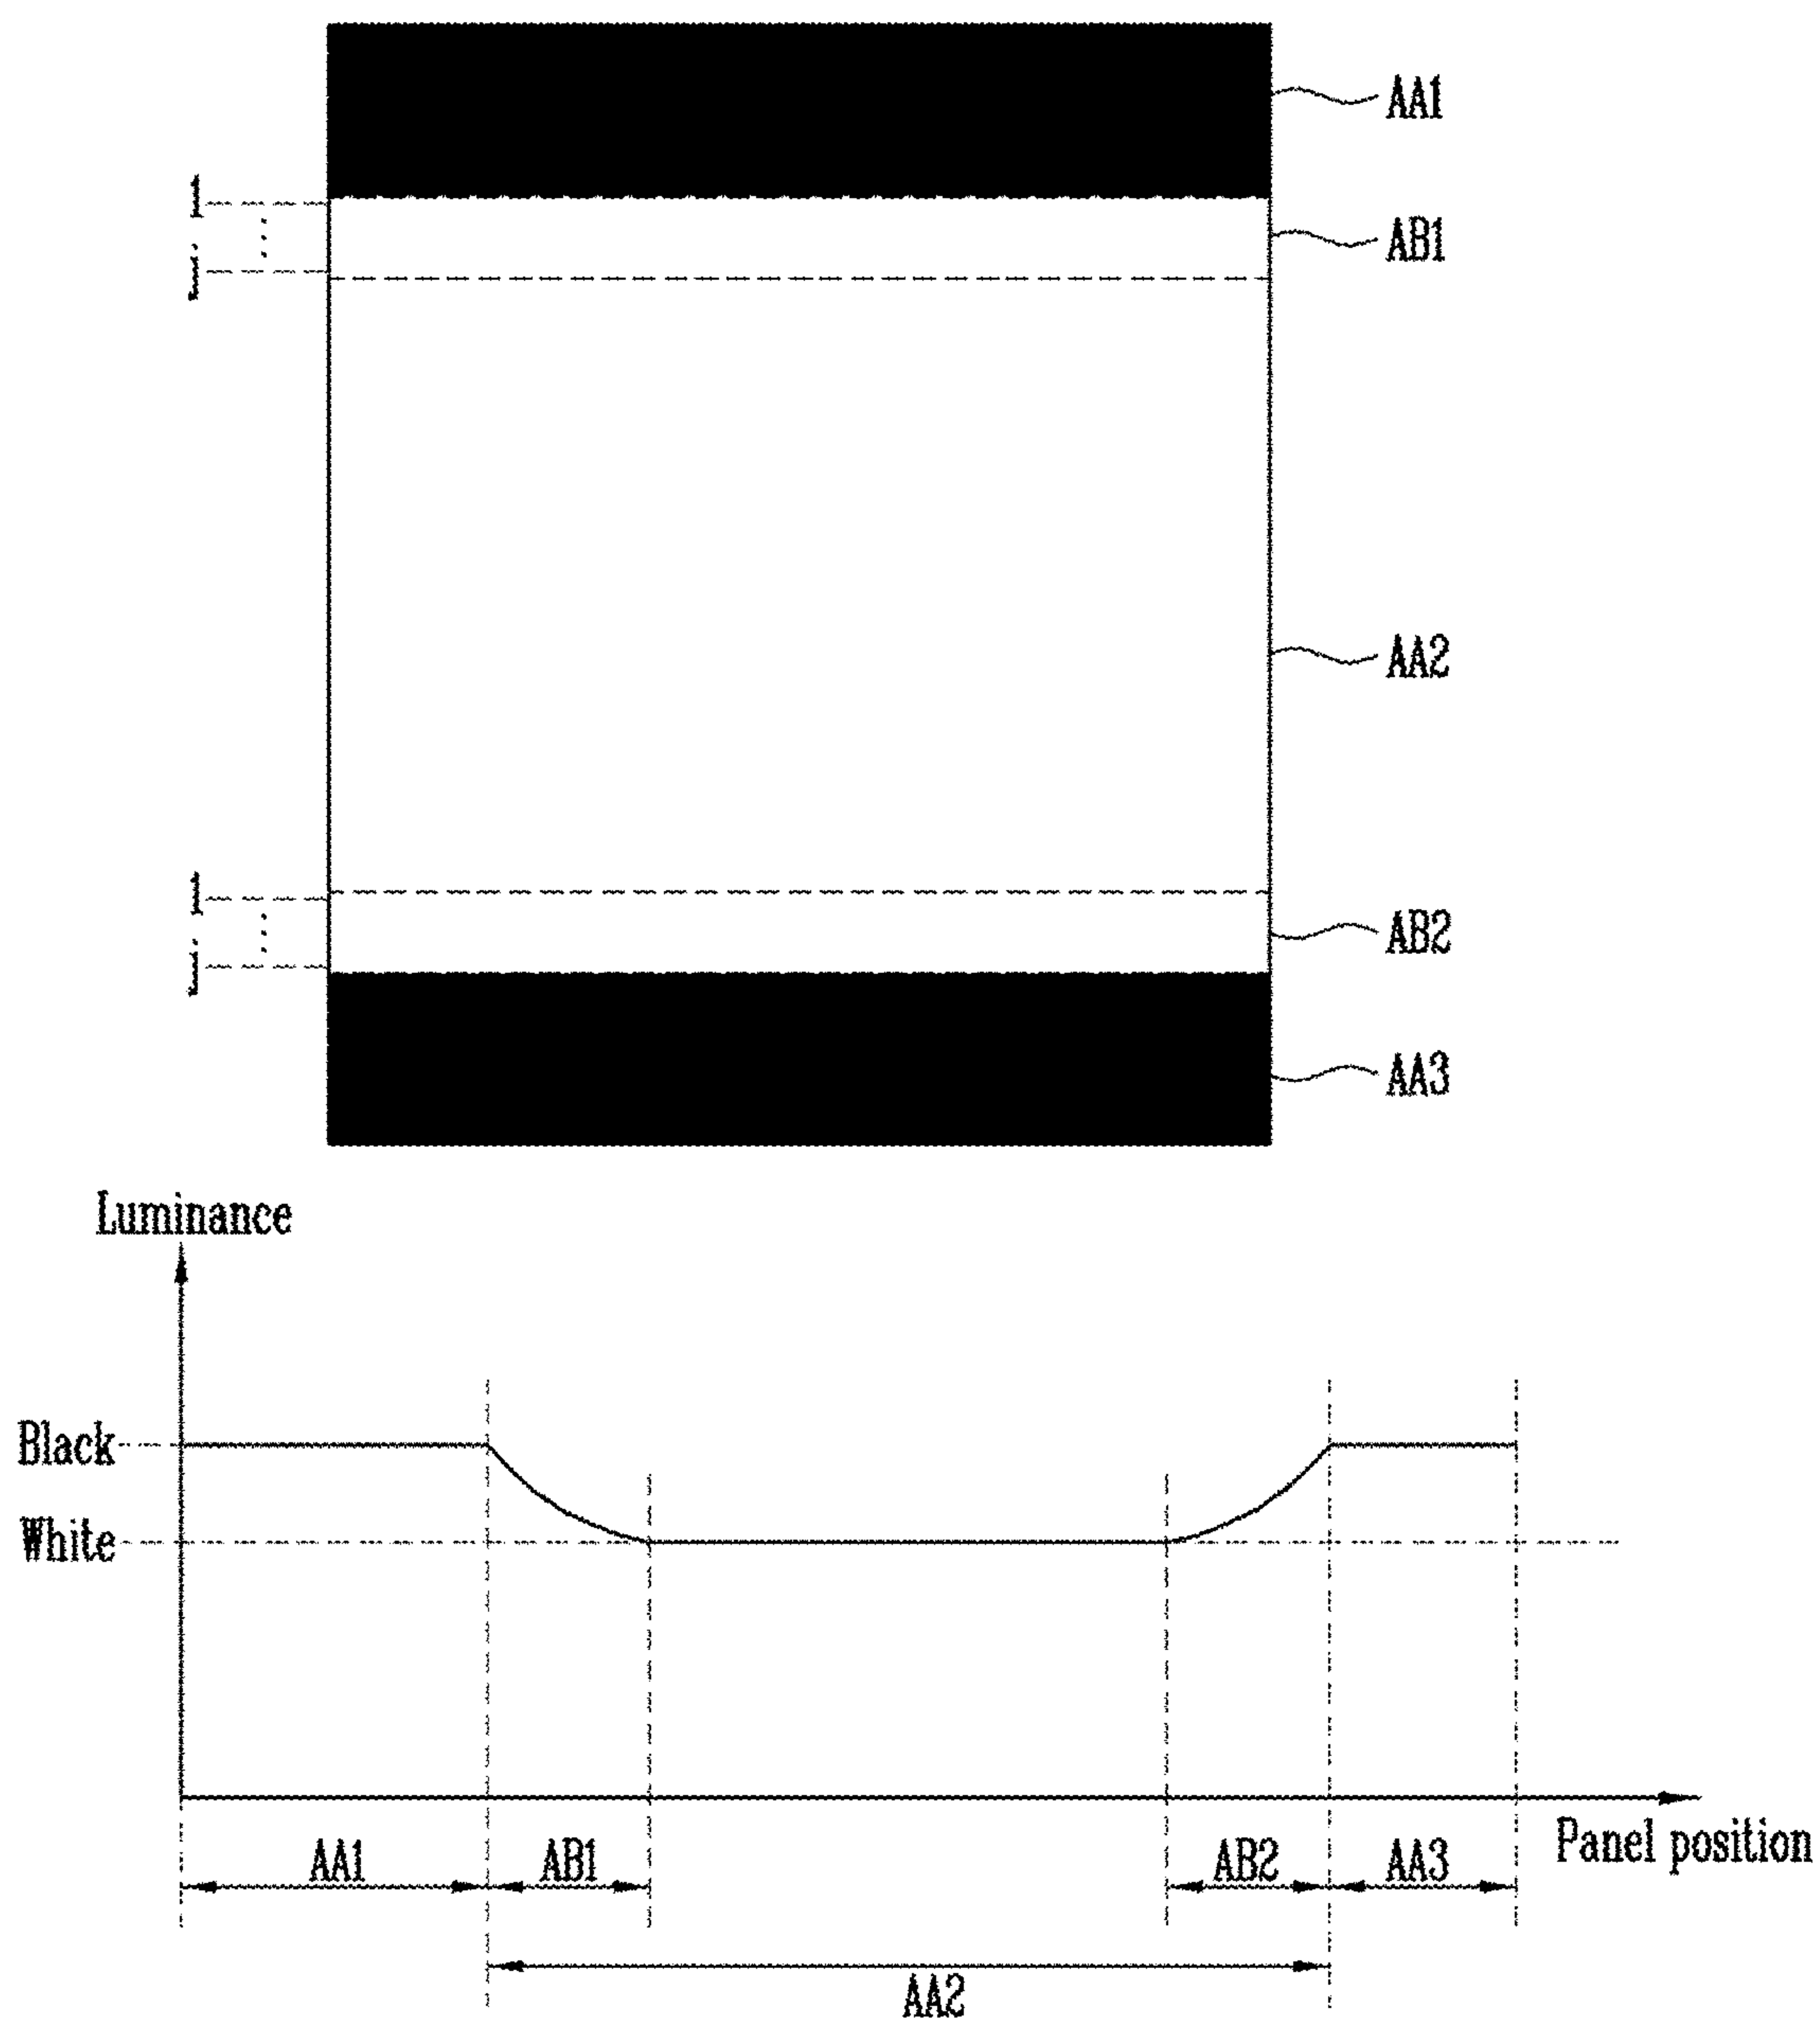 AA1
1
AB1
j
AA2
1
AB2
j
AA3
Luminance
Black
White
Panel position
AA1
AB1
AB2
AA3
AA2